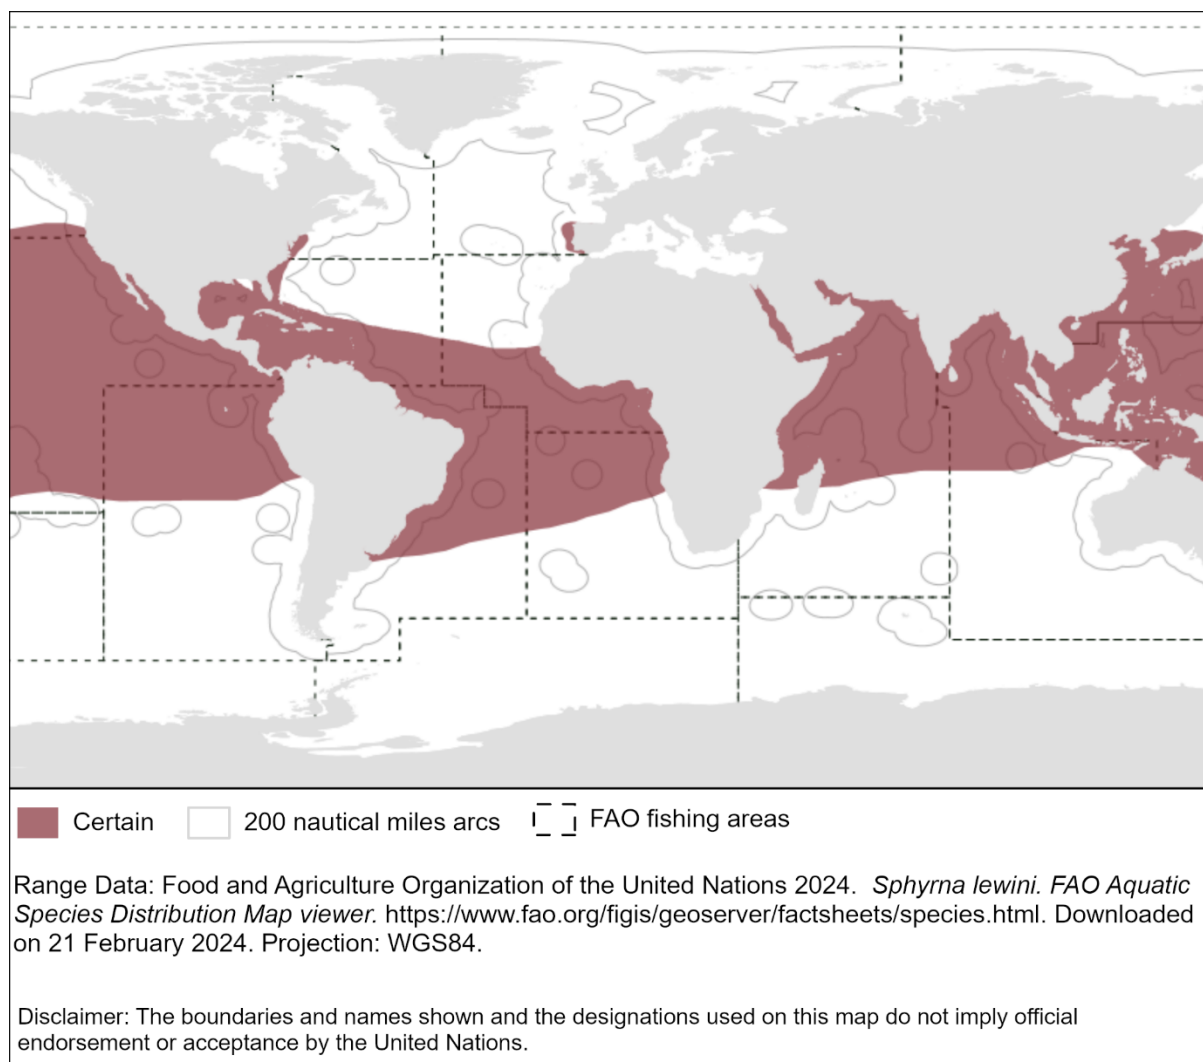 Certain
200 nautical miles arcs
FAO fishing areas
Range Data: Food and Agriculture Organization of the United Nations 2024.  Sphyrna lewini. FAO Aquatic
Species Distribution Map viewer. https://www.fao.org/figis/geoserver/factsheets/species.html. Downloaded
on 21 February 2024. Projection: WGS84.
Disclaimer: The boundaries and names shown and the designations used on this map do not imply official
endorsement or acceptance by the United Nations.